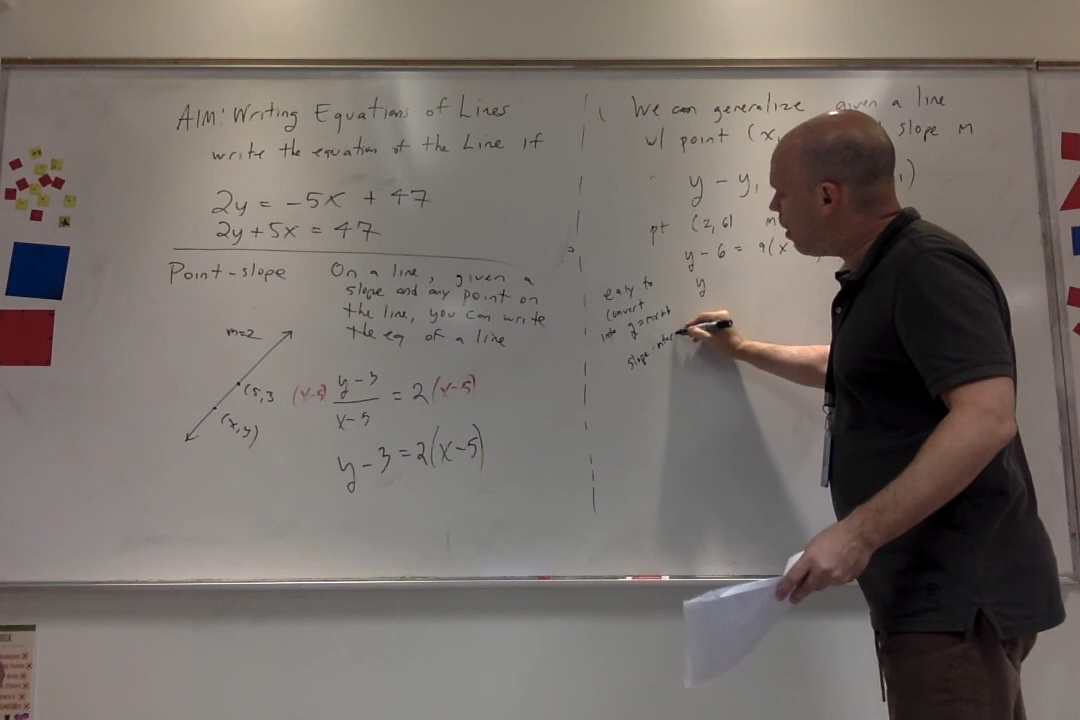 AIM: Writing Equations of Lines
write the equation of the Line if
2y = -5x + 47
2y + 5x = 47
Point-slope
On a line, given a
slope and any point on
the line, you can write
the eq of a line
m=2
(5,3
(x,y)
(x-5) y-3/x-5 = 2(x-5)
y-3=2(x-5)
We can generalize given a line
w/ point (x, slope m
y - y₁ ₁)
pt (2,6) m
y - 6 = 9(x
y
easy to
convert
into y=mx+b
slope-inter